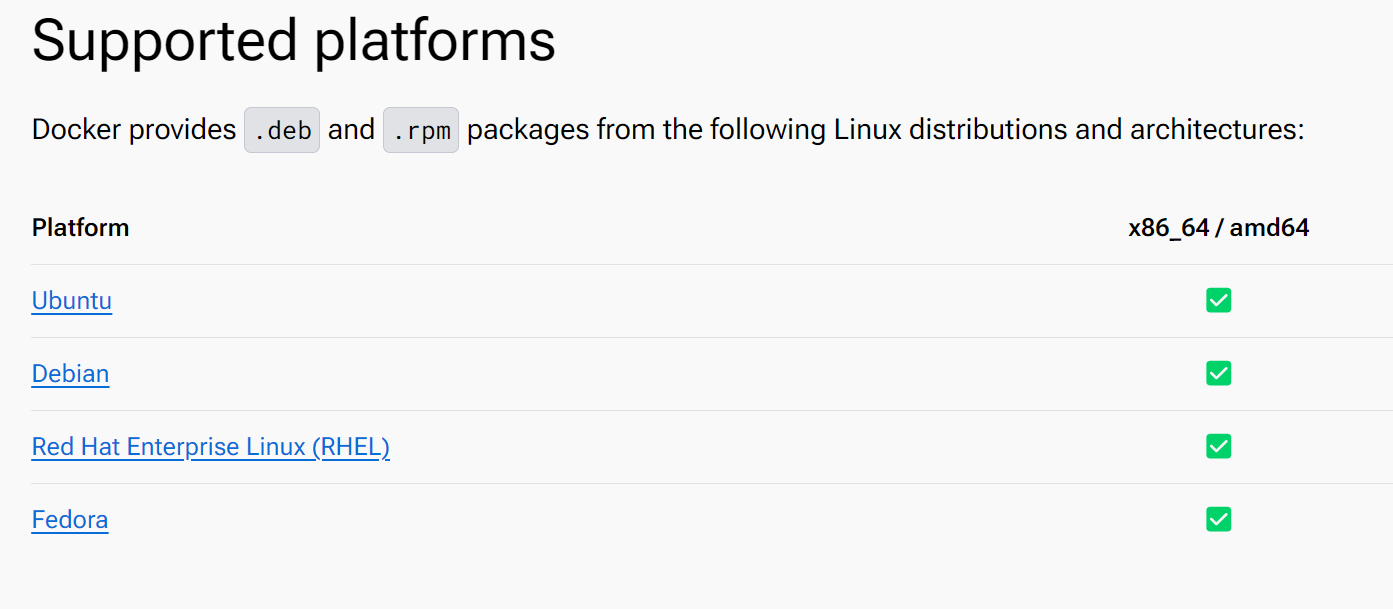 Supported platforms
Docker provides .deb and .rpm packages from the following Linux distributions and architectures:
Platform x86_64 / amd64
Ubuntu
Debian
Red Hat Enterprise Linux (RHEL)
Fedora